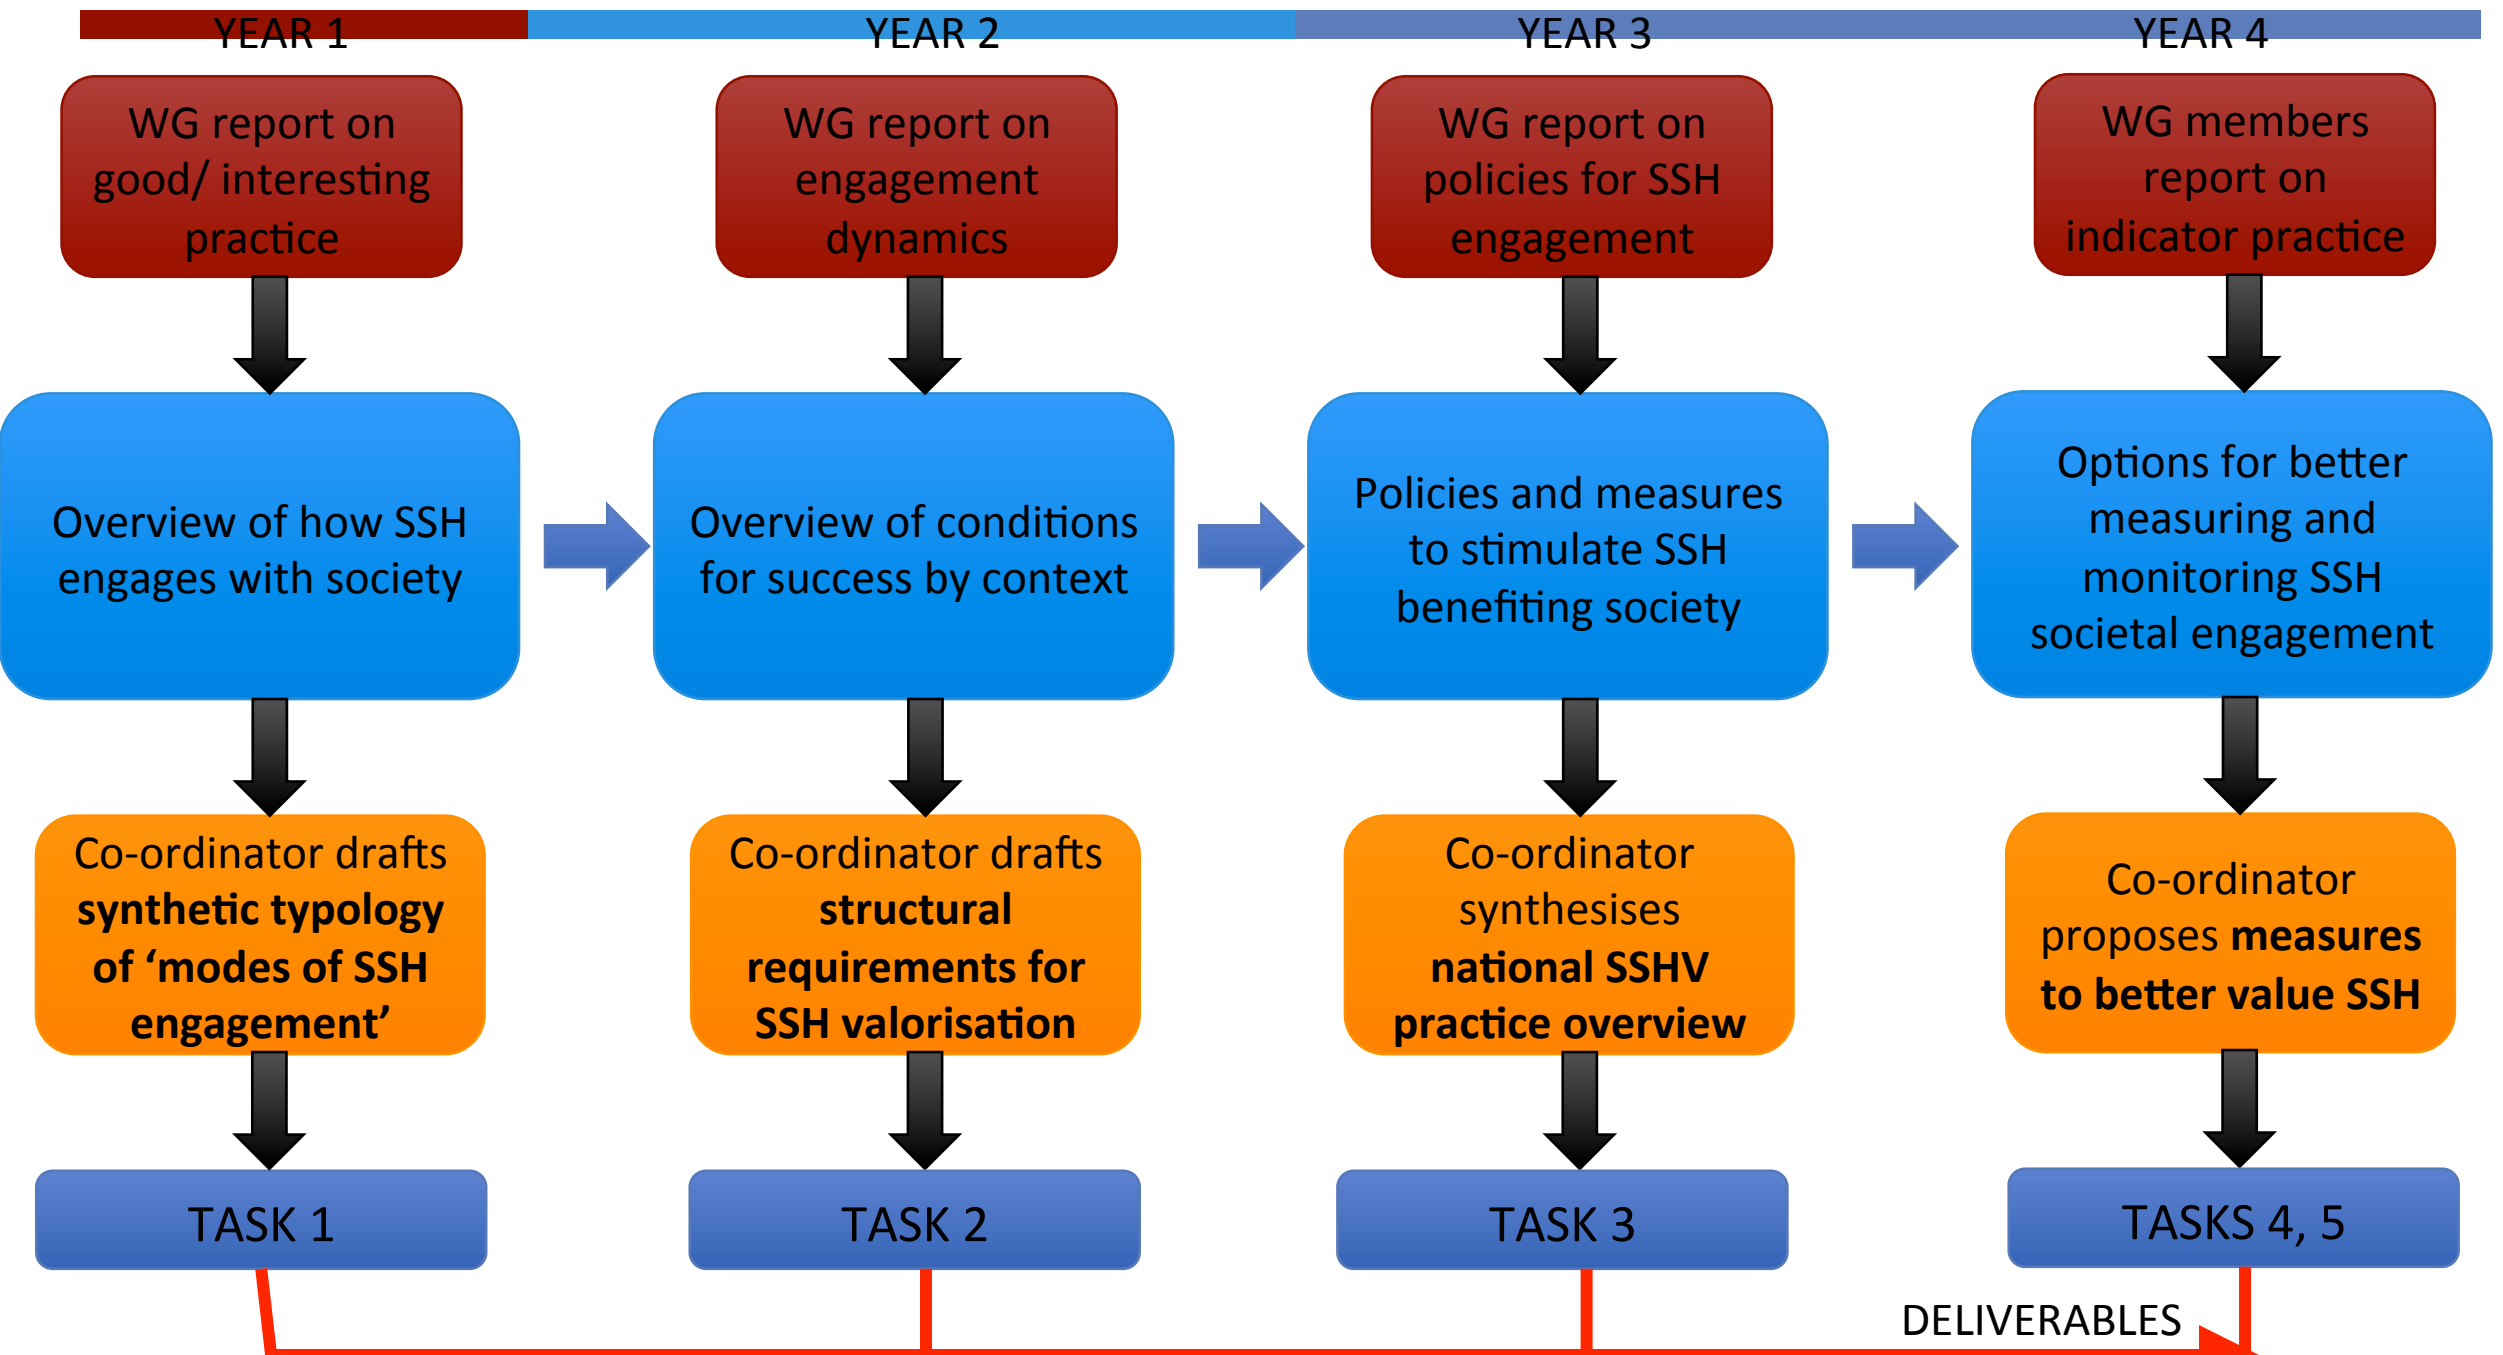 YEAR 1
YEAR 2
YEAR 3
YEAR 4
WG report on
good/ interesting
practice
WG report on
engagement
dynamics
WG report on
policies for SSH
engagement
WG members
report on
indicator practice
Overview of how SSH
engages with society
Overview of conditions
for success by context
Policies and measures
to stimulate SSH
benefiting society
Options for better
measuring and
monitoring SSH
societal engagement
Co-ordinator drafts
synthetic typology
of ‘modes of SSH
engagement’
Co-ordinator drafts
structural
requirements for
SSH valorisation
Co-ordinator
synthesises
national SSHV
practice overview
Co-ordinator
proposes measures
to better value SSH
TASK 1
TASK 2
TASK 3
TASKS 4, 5
DELIVERABLES